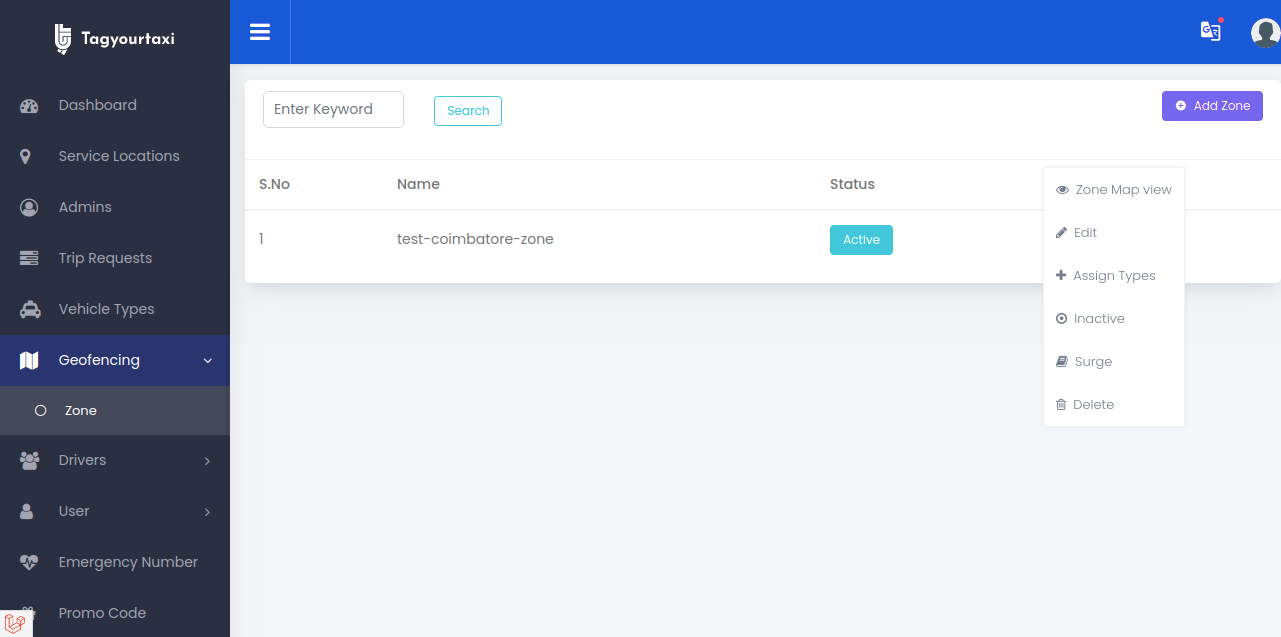 Tagyourtaxi
Dashboard
Service Locations
Admins
Trip Requests
Vehicle Types
Geofencing
Zone
Drivers
User
Emergency Number
Promo Code
Enter Keyword
Search
Add Zone
S.No Name Status
1 test-coimbatore-zone Active
Zone Map view
Edit
Assign Types
Inactive
Surge
Delete